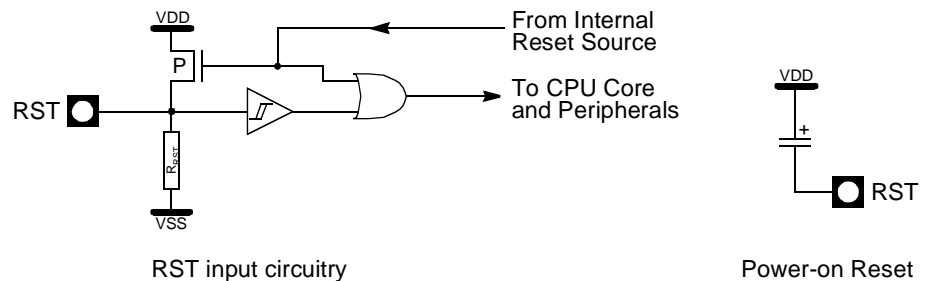 VDD
From Internal
Reset Source
P
To CPU Core
and Peripherals
RST
RRST
VSS
VDD
+
RST
RST input circuitry
Power-on Reset